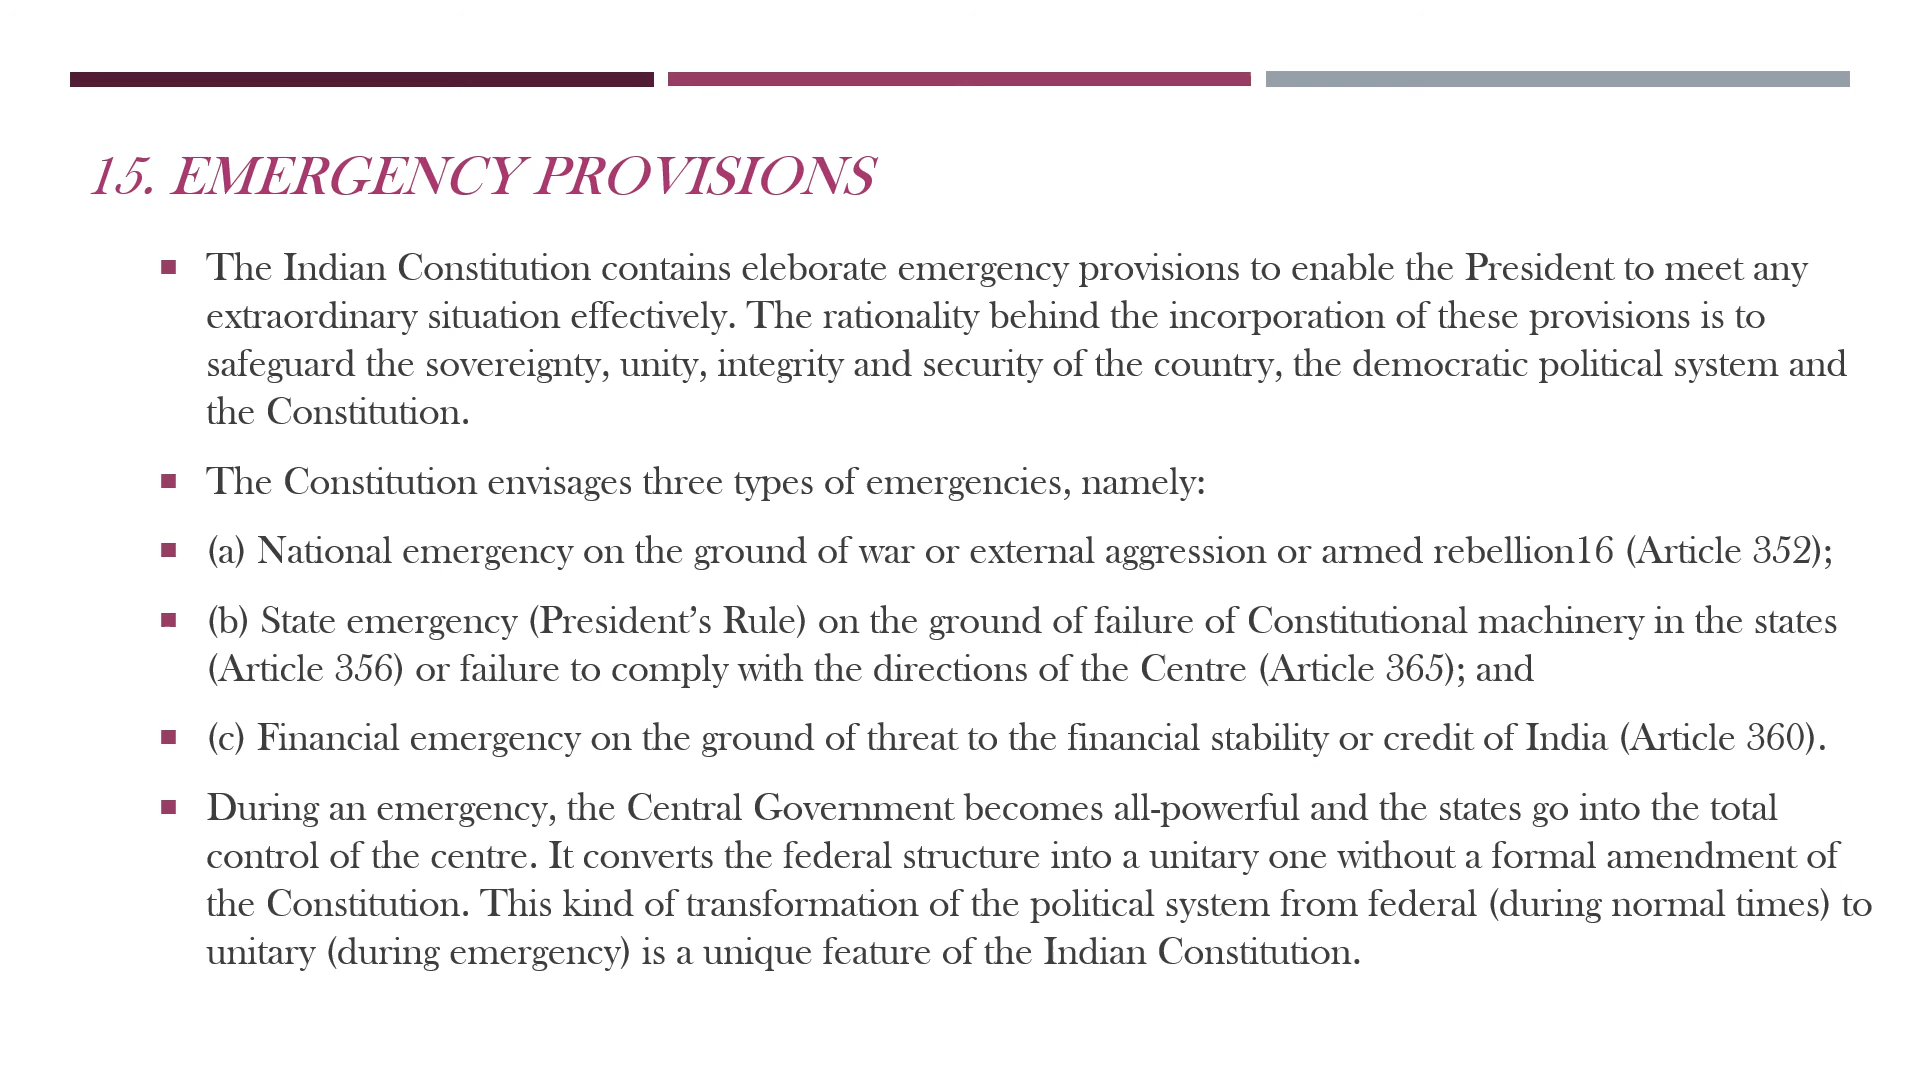 15. EMERGENCY PROVISIONS
■ The Indian Constitution contains eleborate emergency provisions to enable the President to meet any
extraordinary situation effectively. The rationality behind the incorporation of these provisions is to
safeguard the sovereignty, unity, integrity and security of the country, the democratic political system and
the Constitution.
■ The Constitution envisages three types of emergencies, namely:
■ (a) National emergency on the ground of war or external aggression or armed rebellion16 (Article 352);
■ (b) State emergency (President’s Rule) on the ground of failure of Constitutional machinery in the states
(Article 356) or failure to comply with the directions of the Centre (Article 365); and
■ (c) Financial emergency on the ground of threat to the financial stability or credit of India (Article 360).
■ During an emergency, the Central Government becomes all-powerful and the states go into the total
control of the centre. It converts the federal structure into a unitary one without a formal amendment of
the Constitution. This kind of transformation of the political system from federal (during normal times) to
unitary (during emergency) is a unique feature of the Indian Constitution.